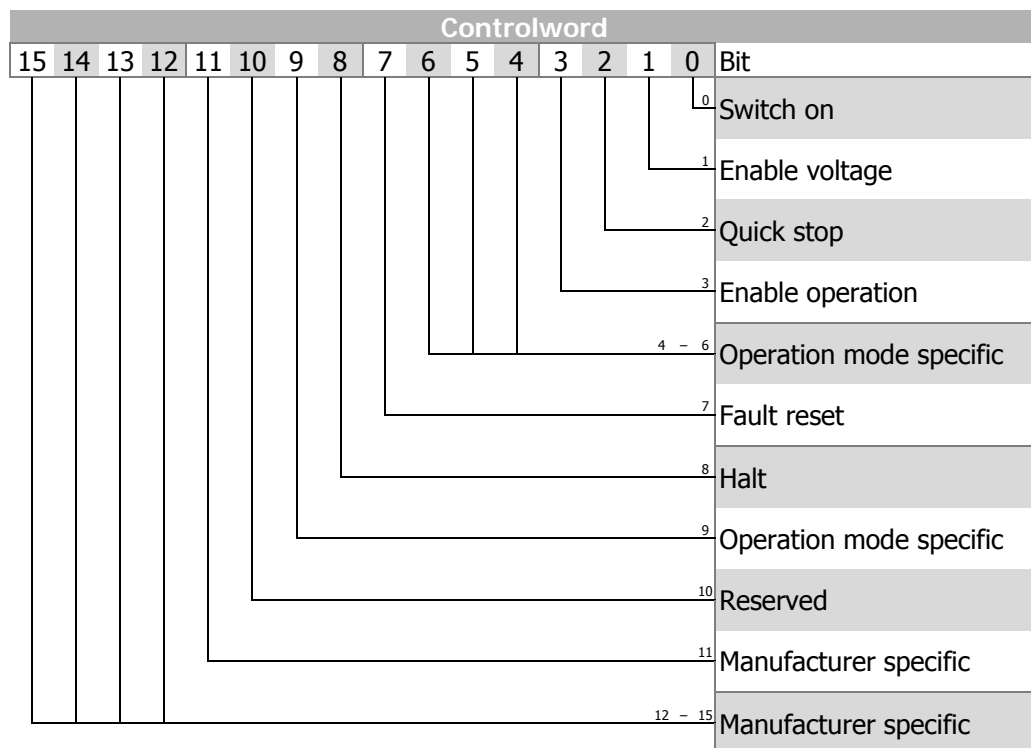 Controlword
15 14 13 12 11 10 9 8 7 6 5 4 3 2 1 0 Bit
0 Switch on
1 Enable voltage
2 Quick stop
3 Enable operation
4 – 6 Operation mode specific
7 Fault reset
8 Halt
9 Operation mode specific
10 Reserved
11 Manufacturer specific
12 – 15 Manufacturer specific